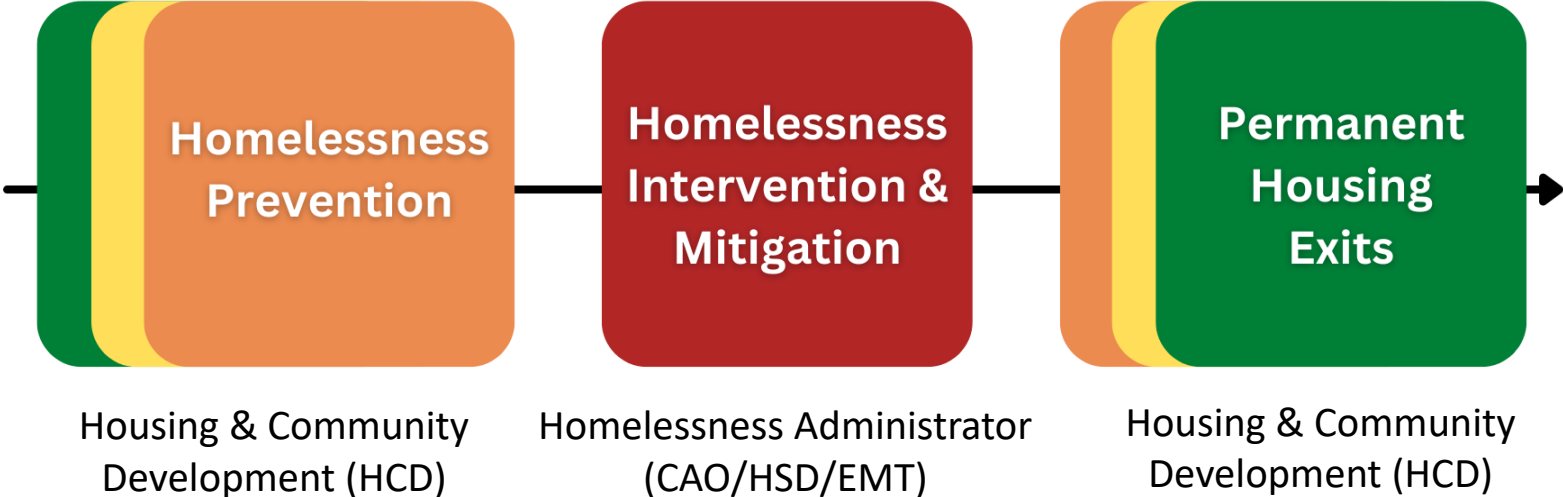 Homelessness
Prevention
Homelessness
Intervention &
Mitigation
Permanent
Housing
Exits
Housing & Community
Development (HCD)
Homelessness Administrator
(CAO/HSD/EMT)
Housing & Community
Development (HCD)